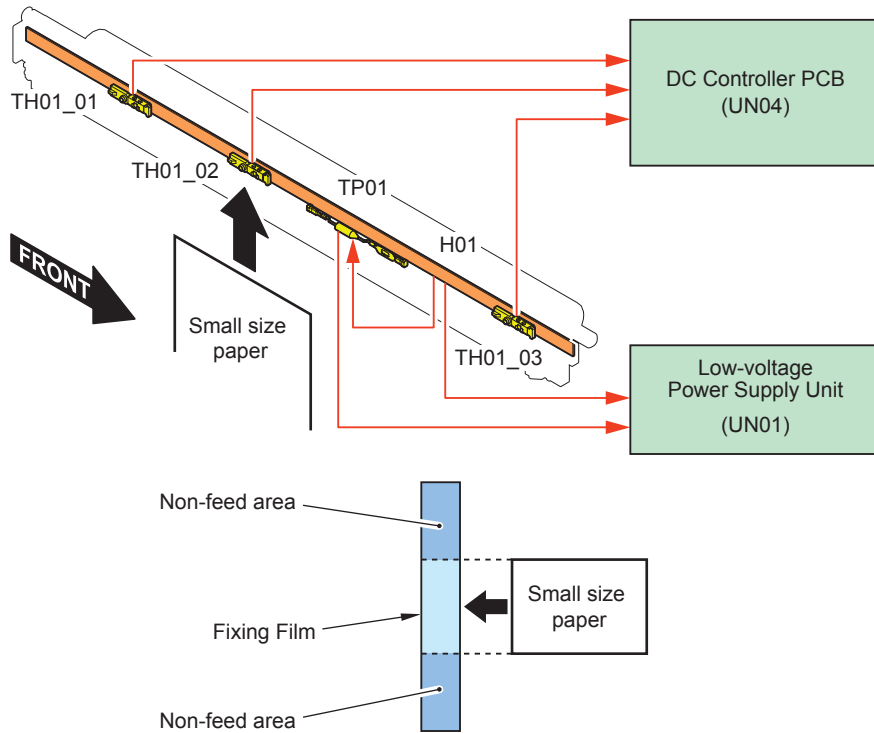 DC Controller PCB
(UN04)
TH01_01
TH01_02
TP01
H01
FRONT
Small size
paper
TH01_03
Low-voltage
Power Supply Unit
(UN01)
Non-feed area
Small size
paper
Fixing Film
Non-feed area